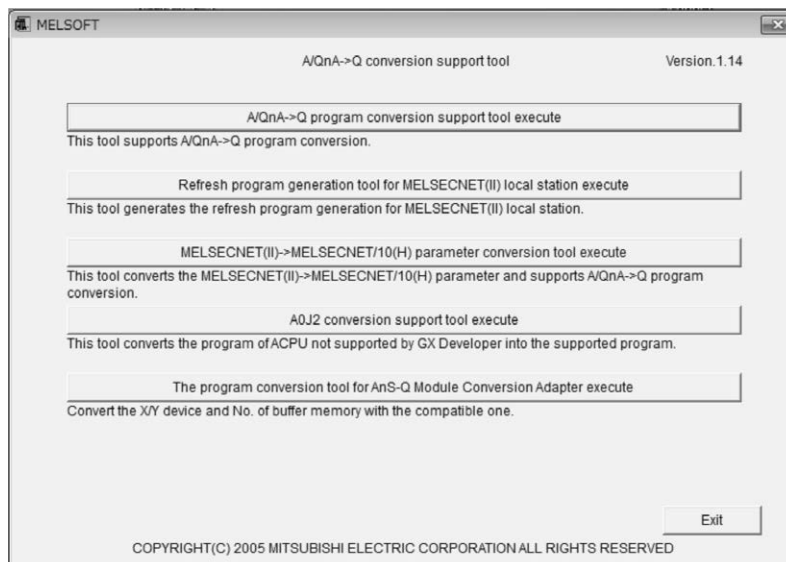 MELSOFT
A/QnA->Q conversion support tool Version.1.14
A/QnA->Q program conversion support tool execute
This tool supports A/QnA->Q program conversion.
Refresh program generation tool for MELSECNET(II) local station execute
This tool generates the refresh program generation for MELSECNET(II) local station.
MELSECNET(II)->MELSECNET/10(H) parameter conversion tool execute
This tool converts the MELSECNET(II)->MELSECNET/10(H) parameter and supports A/QnA->Q program
conversion.
A0J2 conversion support tool execute
This tool converts the program of ACPU not supported by GX Developer into the supported program.
The program conversion tool for AnS-Q Module Conversion Adapter execute
Convert the X/Y device and No. of buffer memory with the compatible one.
Exit
COPYRIGHT(C) 2005 MITSUBISHI ELECTRIC CORPORATION ALL RIGHTS RESERVED